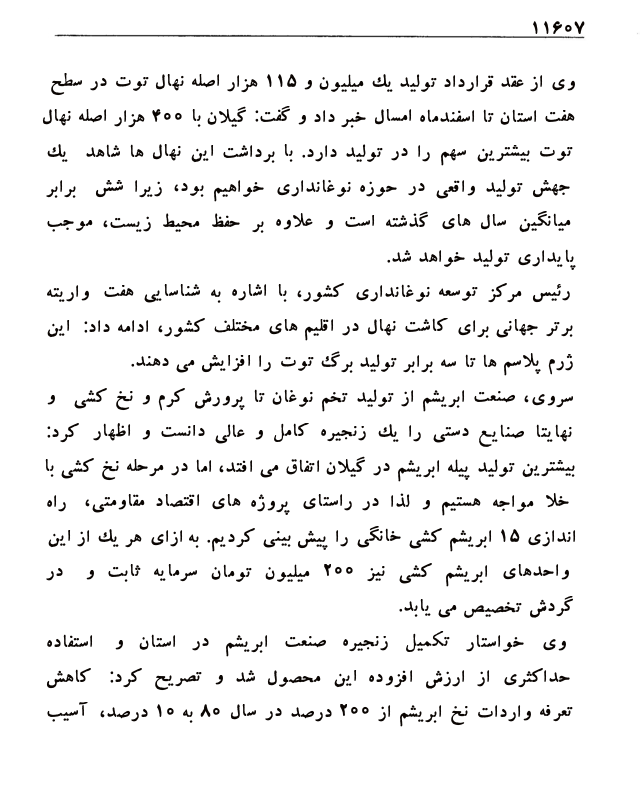 ۱۱۶۰۷
وی از عقد قرارداد تولید یك میلیون و ۱۱۵ هزار اصله نهال توت در سطح
هفت استان تا اسفندماه امسال خبر داد و گفت: گیلان با ۴۰۰ هزار اصله نهال
توت بیشترین سهم را در تولید دارد. با برداشت این نهال ها شاهد یك
جهش تولید واقعی در حوزه نوغانداری خواهیم بود، زیرا شش برابر
میانگین سال های گذشته است و علاوه بر حفظ محیط زیست، موجب
پایداری تولید خواهد شد.
رئیس مرکز توسعه نوغانداری کشور، با اشاره به شناسایی هفت واریته
برتر جهانی برای کاشت نهال در اقلیم های مختلف کشور، ادامه داد: این
ژرم پلاسم ها تا سه برابر تولید برگ توت را افزایش می دهند.
سروی، صنعت ابریشم از تولید تخم نوغان تا پرورش کرم و نخ کشی و
نهایتا صنایع دستی را یك زنجیره کامل و عالی دانست و اظهار کرد:
بیشترین تولید پیله ابریشم در گیلان اتفاق می افتد، اما در مرحله نخ کشی با
خلا مواجه هستیم و لذا در راستای پروژه های اقتصاد مقاومتی، راه
اندازی ۱۵ ابریشم کشی خانگی را پیش بینی کردیم. به ازای هر یك از این
واحدهای ابریشم کشی نیز ۲۰۰ میلیون تومان سرمایه ثابت و در
گردش تخصیص می یابد.
وی خواستار تکمیل زنجیره صنعت ابریشم در استان و استفاده
حداکثری از ارزش افزوده این محصول شد و تصریح کرد: کاهش
تعرفه واردات نخ ابریشم از ۲۰۰ درصد در سال ۸۰ به ۱۰ درصد، آسیب